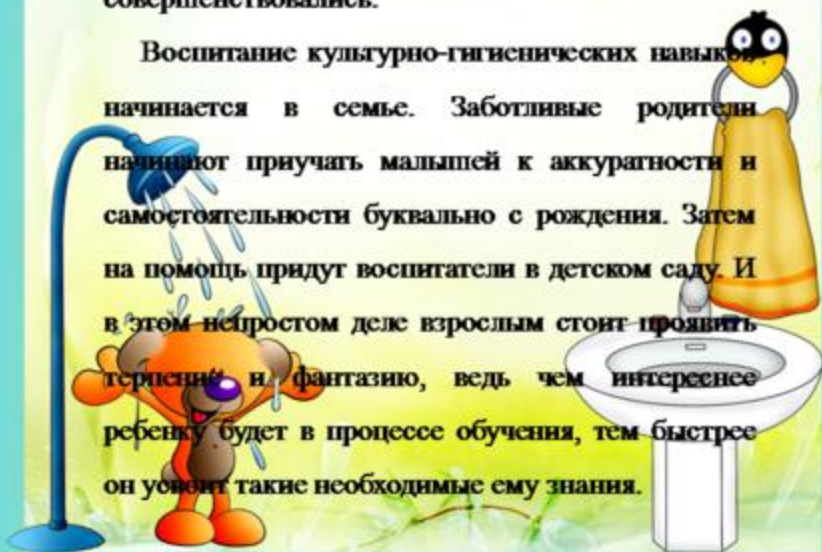 совершенствовались.
Воспитание культурно-гигиенических навыков
начинается в семье. Заботливые родители
начинают приучать малышей к аккуратности и
самостоятельности буквально с рождения. Затем
на помощь придут воспитатели в детском саду. И
в этом непростом деле взрослым стоит проявить
терпение и фантазию, ведь чем интереснее
ребенку будет в процессе обучения, тем быстрее
он усвоит такие необходимые ему знания.